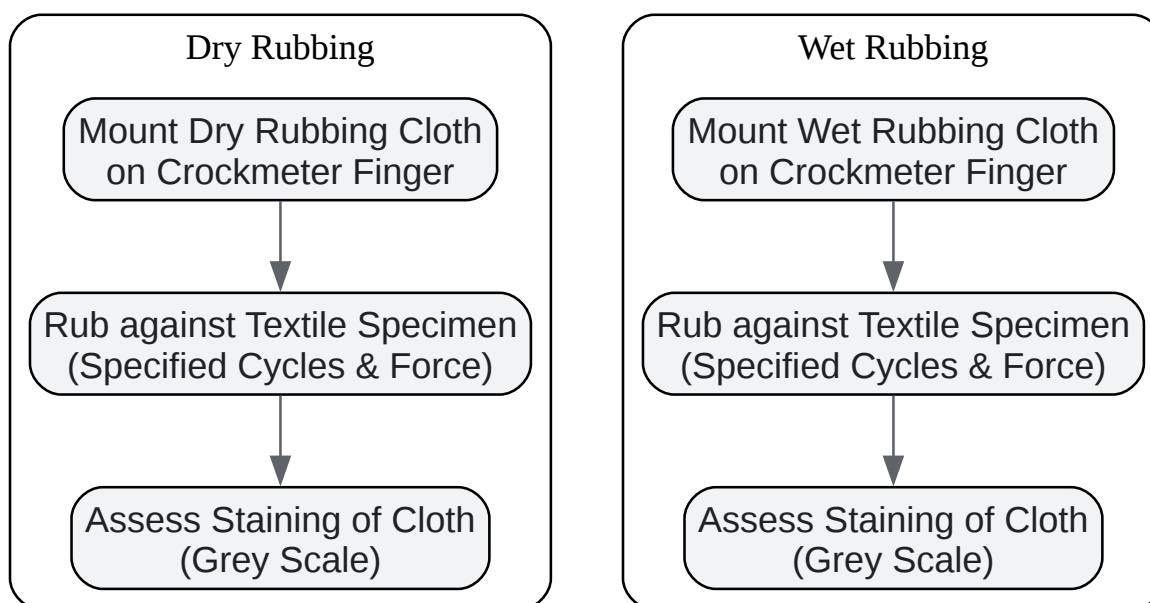 Dry Rubbing
Mount Dry Rubbing Cloth
on Crockmeter Finger
Rub against Textile Specimen
(Specified Cycles & Force)
Assess Staining of Cloth
(Grey Scale)
Wet Rubbing
Mount Wet Rubbing Cloth
on Crockmeter Finger
Rub against Textile Specimen
(Specified Cycles & Force)
Assess Staining of Cloth
(Grey Scale)